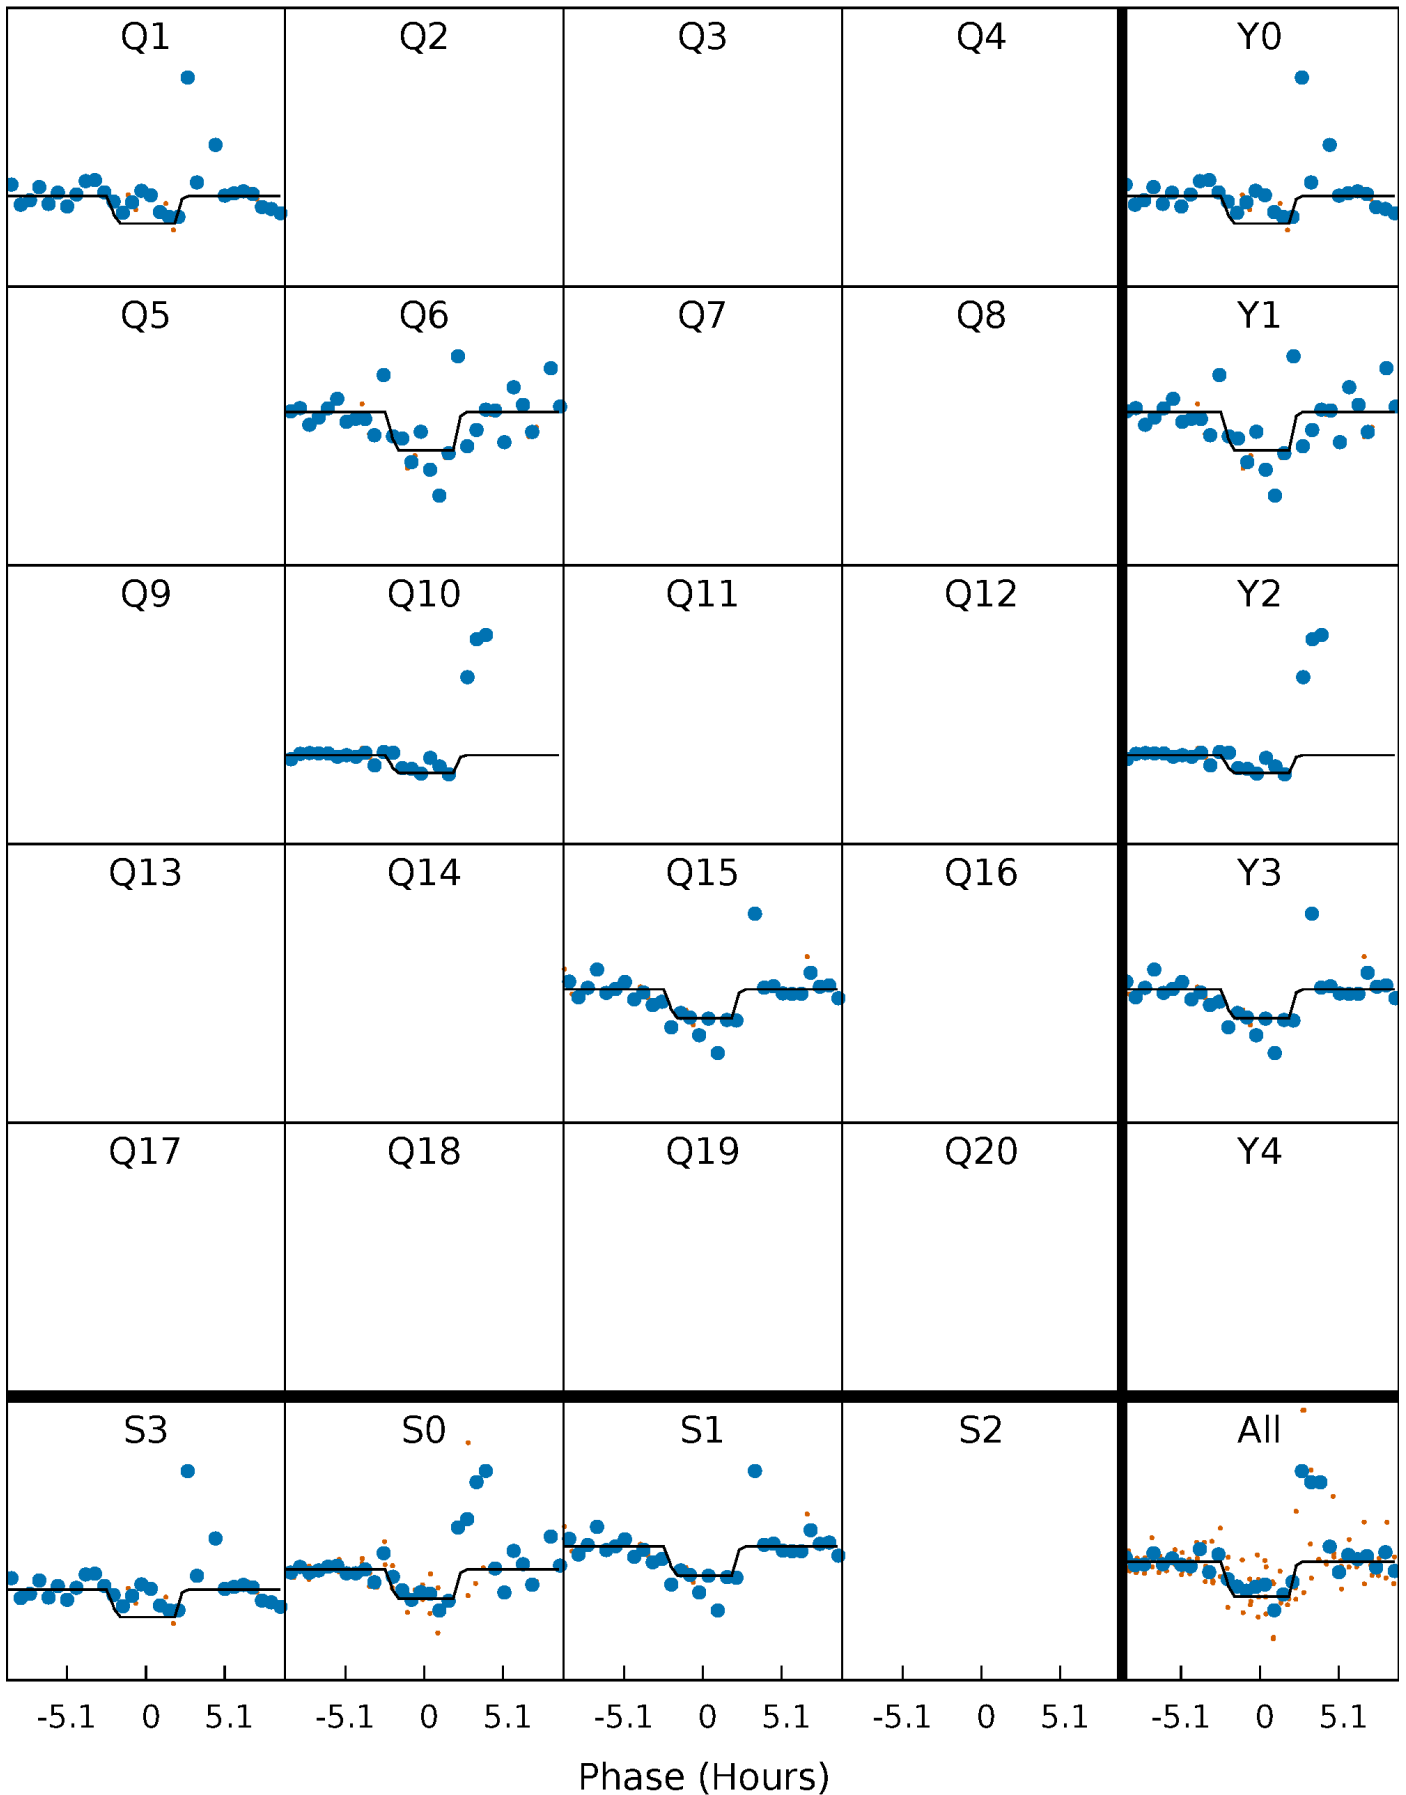 Q1 Q2 Q3 Q4 Y0
Q5 Q6 Q7 Q8 Y1
Q9 Q10 Q11 Q12 Y2
Q13 Q14 Q15 Q16 Y3
Q17 Q18 Q19 Q20 Y4
S3 S0 S1 S2 All
-5.1 0 5.1 -5.1 0 5.1 -5.1 0 5.1 -5.1 0 5.1 -5.1 0 5.1
Phase (Hours)